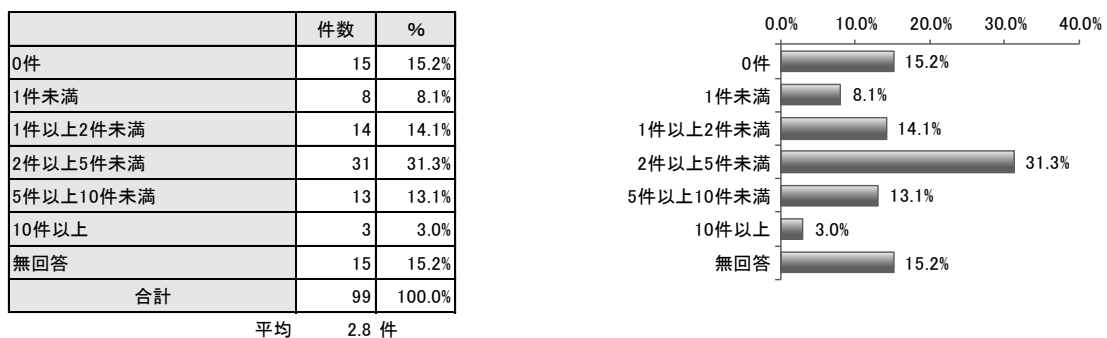 件数 %
0件 15 15.2%
1件未満 8 8.1%
1件以上2件未満 14 14.1%
2件以上5件未満 31 31.3%
5件以上10件未満 13 13.1%
10件以上 3 3.0%
無回答 15 15.2%
合計 99 100.0%
平均 2.8 件
0.0% 10.0% 20.0% 30.0% 40.0%
0件 15.2%
1件未満 8.1%
1件以上2件未満 14.1%
2件以上5件未満 31.3%
5件以上10件未満 13.1%
10件以上 3.0%
無回答 15.2%